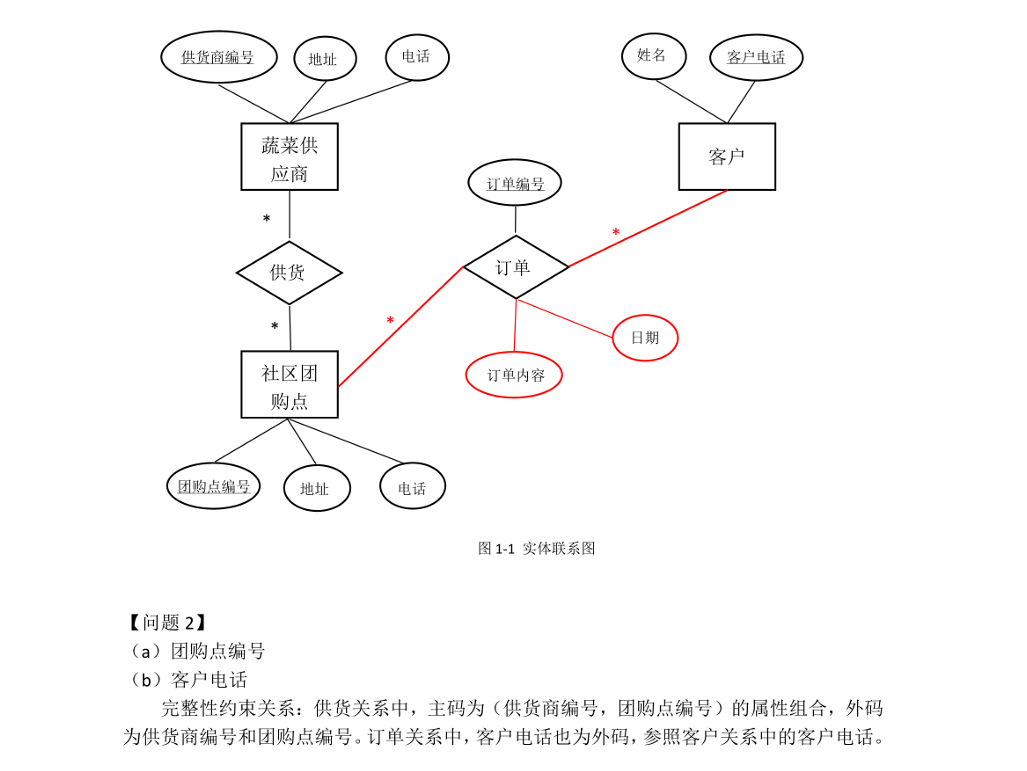 供货商编号
地址
电话
姓名
客户电话
蔬菜供
应商
客户
订单编号
*
*
供货
订单
*
*
日期
社区团
购点
订单内容
团购点编号
地址
电话
图 1-1 实体联系图
【问题 2】
（a）团购点编号
（b）客户电话
完整性约束关系：供货关系中，主码为（供货商编号，团购点编号）的属性组合，外码
为供货商编号和团购点编号。订单关系中，客户电话也为外码，参照客户关系中的客户电话。